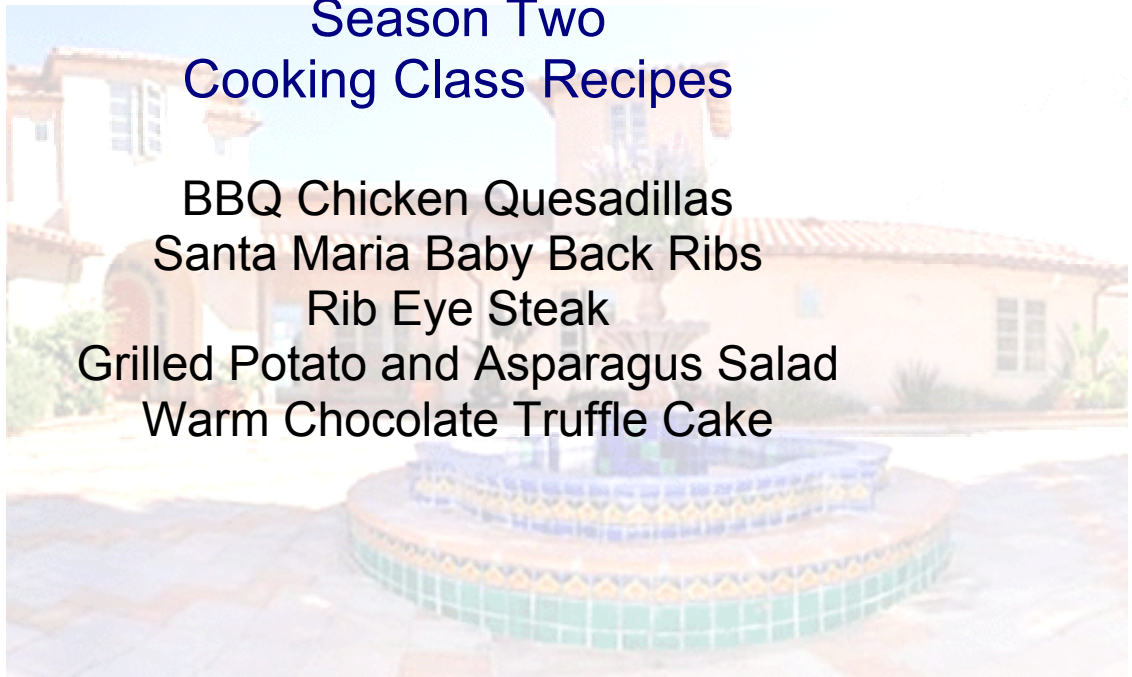 Season Two
Cooking Class Recipes
BBQ Chicken Quesadillas
Santa Maria Baby Back Ribs
Rib Eye Steak
Grilled Potato and Asparagus Salad
Warm Chocolate Truffle Cake